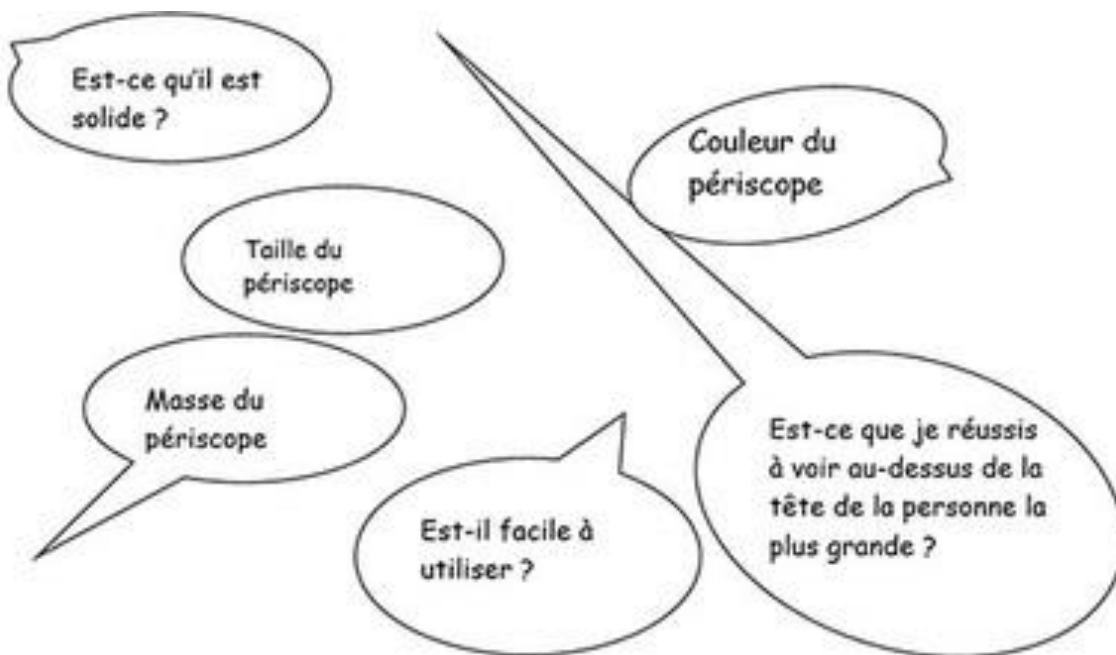 Est-ce qu'il est
solide ?
Couleur du
périscope
Taille du
périscope
Masse du
périscope
Est-il facile à
utiliser ?
Est-ce que je réussis
à voir au-dessus de la
tête de la personne la
plus grande ?